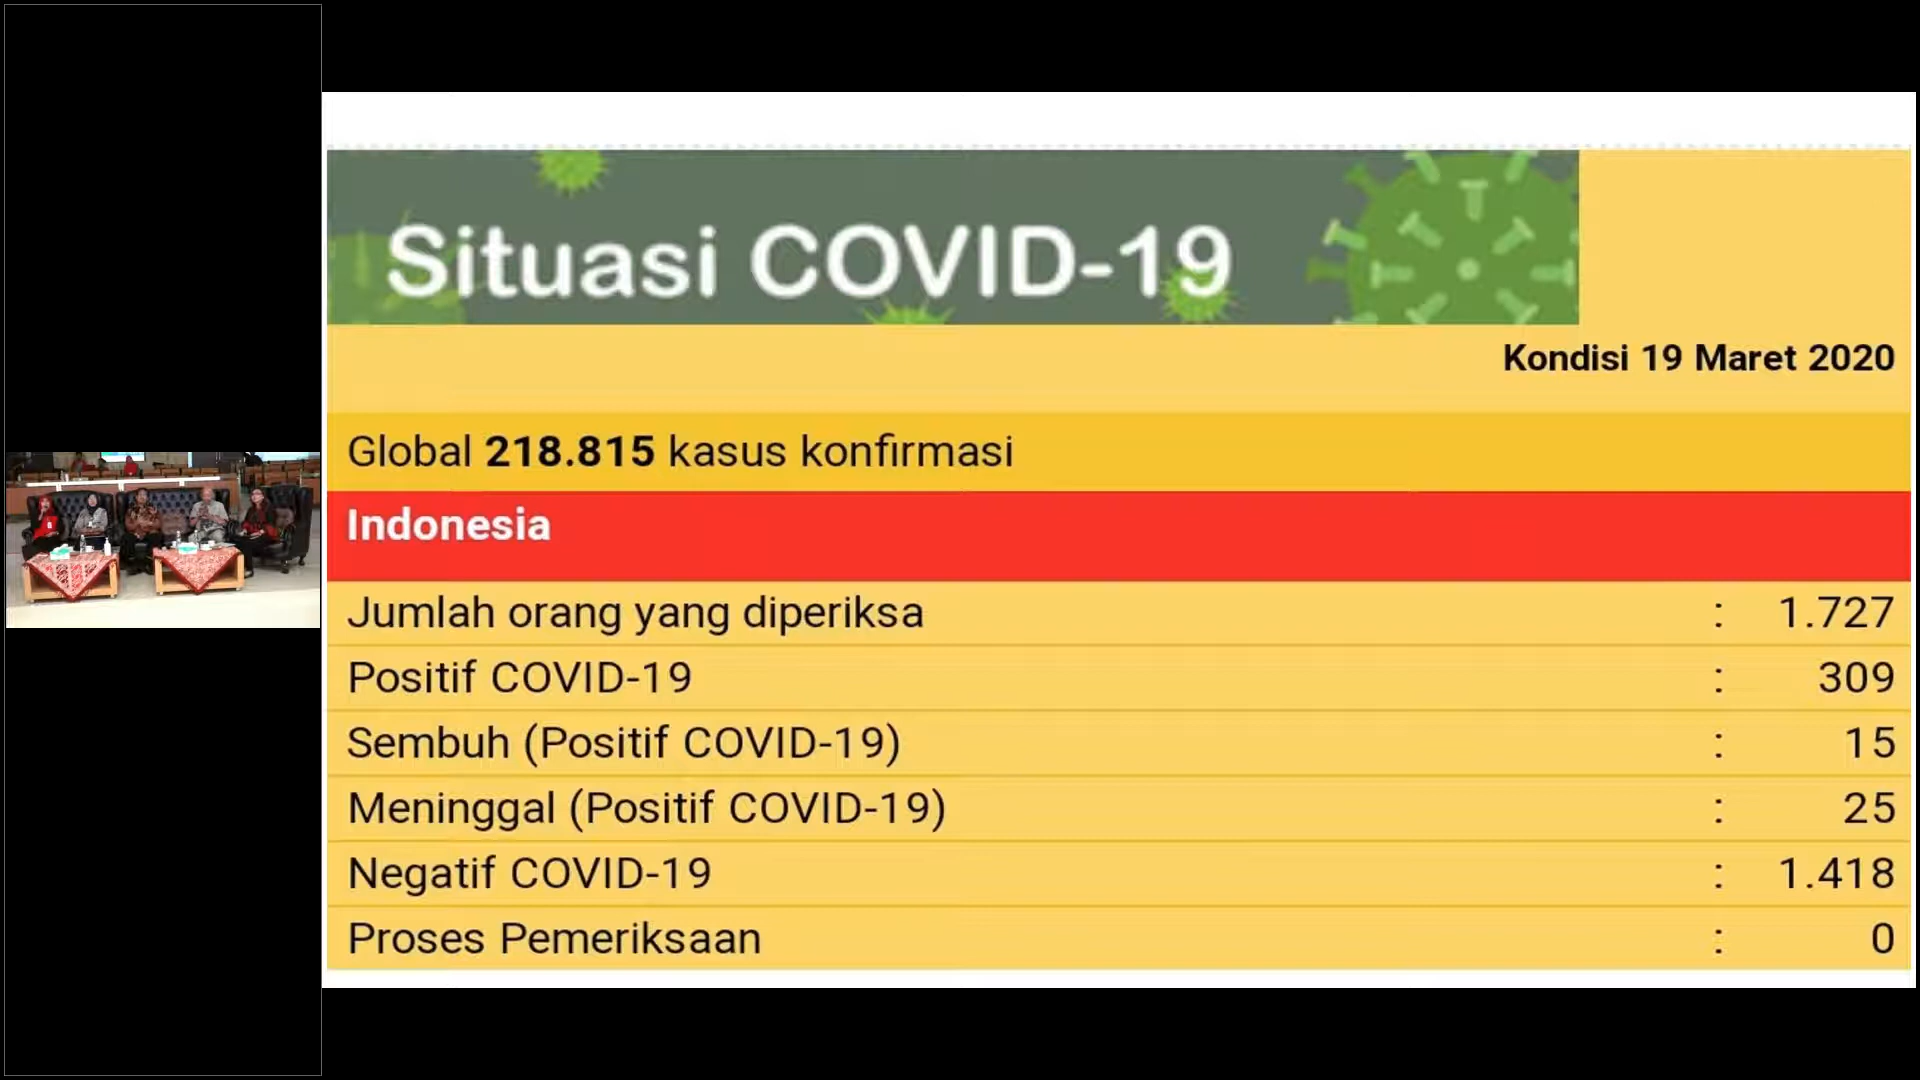 Situasi COVID-19
Kondisi 19 Maret 2020
Global 218.815 kasus konfirmasi
Indonesia
Jumlah orang yang diperiksa : 1.727
Positif COVID-19 : 309
Sembuh (Positif COVID-19) : 15
Meninggal (Positif COVID-19) : 25
Negatif COVID-19 : 1.418
Proses Pemeriksaan : 0